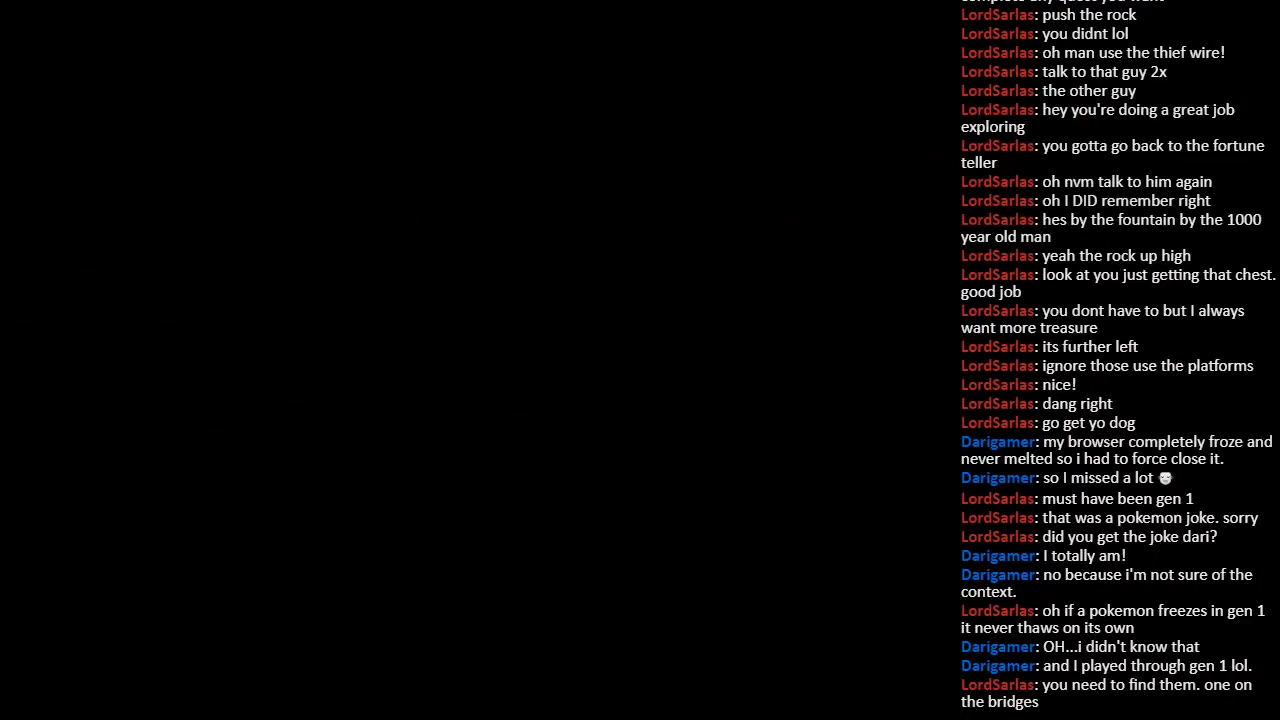 LordSarlas: push the rock
LordSarlas: you didnt lol
LordSarlas: oh man use the thief wire!
LordSarlas: talk to that guy 2x
LordSarlas: the other guy
LordSarlas: hey you're doing a great job
exploring
LordSarlas: you gotta go back to the fortune
teller
LordSarlas: oh nvm talk to him again
LordSarlas: oh I DID remember right
LordSarlas: hes by the fountain by the 1000
year old man
LordSarlas: yeah the rock up high
LordSarlas: look at you just getting that chest.
good job
LordSarlas: you dont have to but I always
want more treasure
LordSarlas: its further left
LordSarlas: ignore those use the platforms
LordSarlas: nice!
LordSarlas: dang right
LordSarlas: go get yo dog
Darigamer: my browser completely froze and
never melted so i had to force close it.
Darigamer: so I missed a lot
LordSarlas: must have been gen 1
LordSarlas: that was a pokemon joke. sorry
LordSarlas: did you get the joke dari?
Darigamer: I totally am!
Darigamer: no because i'm not sure of the
context.
LordSarlas: oh if a pokemon freezes in gen 1
it never thaws on its own
Darigamer: OH...i didn't know that
Darigamer: and I played through gen 1 lol.
LordSarlas: you need to find them. one on
the bridges